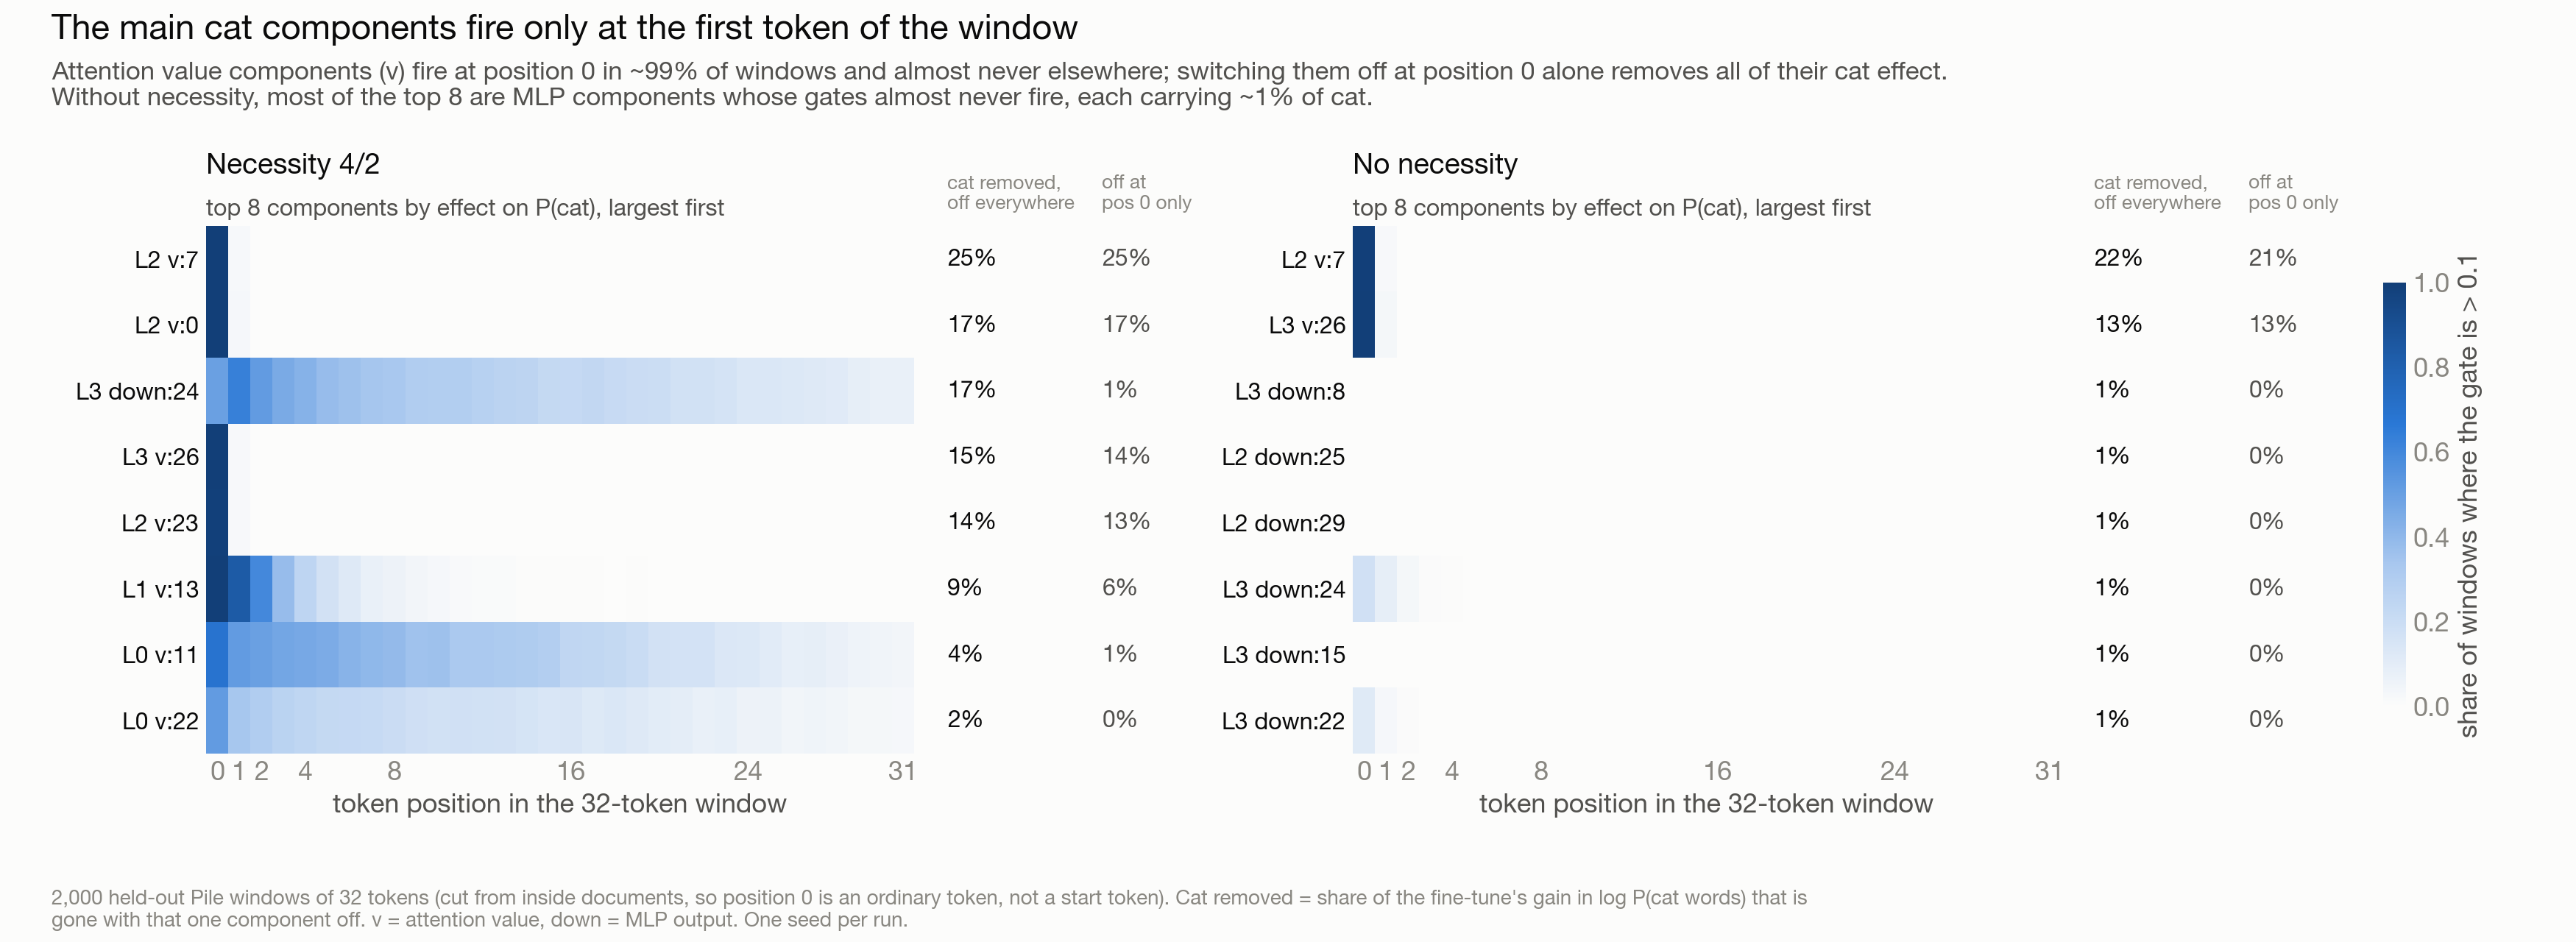 The main cat components fire only at the first token of the window
Attention value components (v) fire at position 0 in ~99% of windows and almost never elsewhere; switching them off at position 0 alone removes all of their cat effect.
Without necessity, most of the top 8 are MLP components whose gates almost never fire, each carrying ~1% of cat.
Necessity 4/2
top 8 components by effect on P(cat), largest first
cat removed,
off everywhere
off at
pos 0 only
L2 v:7 25% 25%
L2 v:0 17% 17%
L3 down:24 17% 1%
L3 v:26 15% 14%
L2 v:23 14% 13%
L1 v:13 9% 6%
L0 v:11 4% 1%
L0 v:22 2% 0%
0 1 2 4 8 16 24 31
token position in the 32-token window
No necessity
top 8 components by effect on P(cat), largest first
cat removed,
off everywhere
off at
pos 0 only
L2 v:7 22% 21%
L3 v:26 13% 13%
L3 down:8 1% 0%
L2 down:25 1% 0%
L2 down:29 1% 0%
L3 down:24 1% 0%
L3 down:15 1% 0%
L3 down:22 1% 0%
0 1 2 4 8 16 24 31
token position in the 32-token window
1.0
0.8
0.6
0.4
0.2
0.0
share of windows where the gate is > 0.1
2,000 held-out Pile windows of 32 tokens (cut from inside documents, so position 0 is an ordinary token, not a start token). Cat removed = share of the fine-tune's gain in log P(cat words) that is
gone with that one component off. v = attention value, down = MLP output. One seed per run.